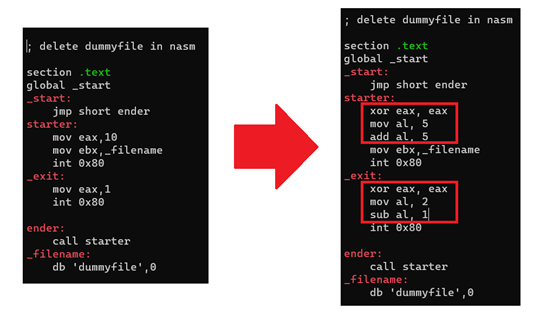 ; delete dummyfile in nasm
section .text
global _start
_start:
jmp short ender
starter:
mov eax,10
mov ebx,_filename
int 0x80
_exit:
mov eax,1
int 0x80
ender:
call starter
_filename:
db 'dummyfile',0
; delete dummyfile in nasm
section .text
global _start
_start:
jmp short ender
starter:
xor eax, eax
mov al, 5
add al, 5
mov ebx,_filename
int 0x80
_exit:
xor eax, eax
mov al, 2
sub al, 1
int 0x80
ender:
call starter
_filename:
db 'dummyfile',0